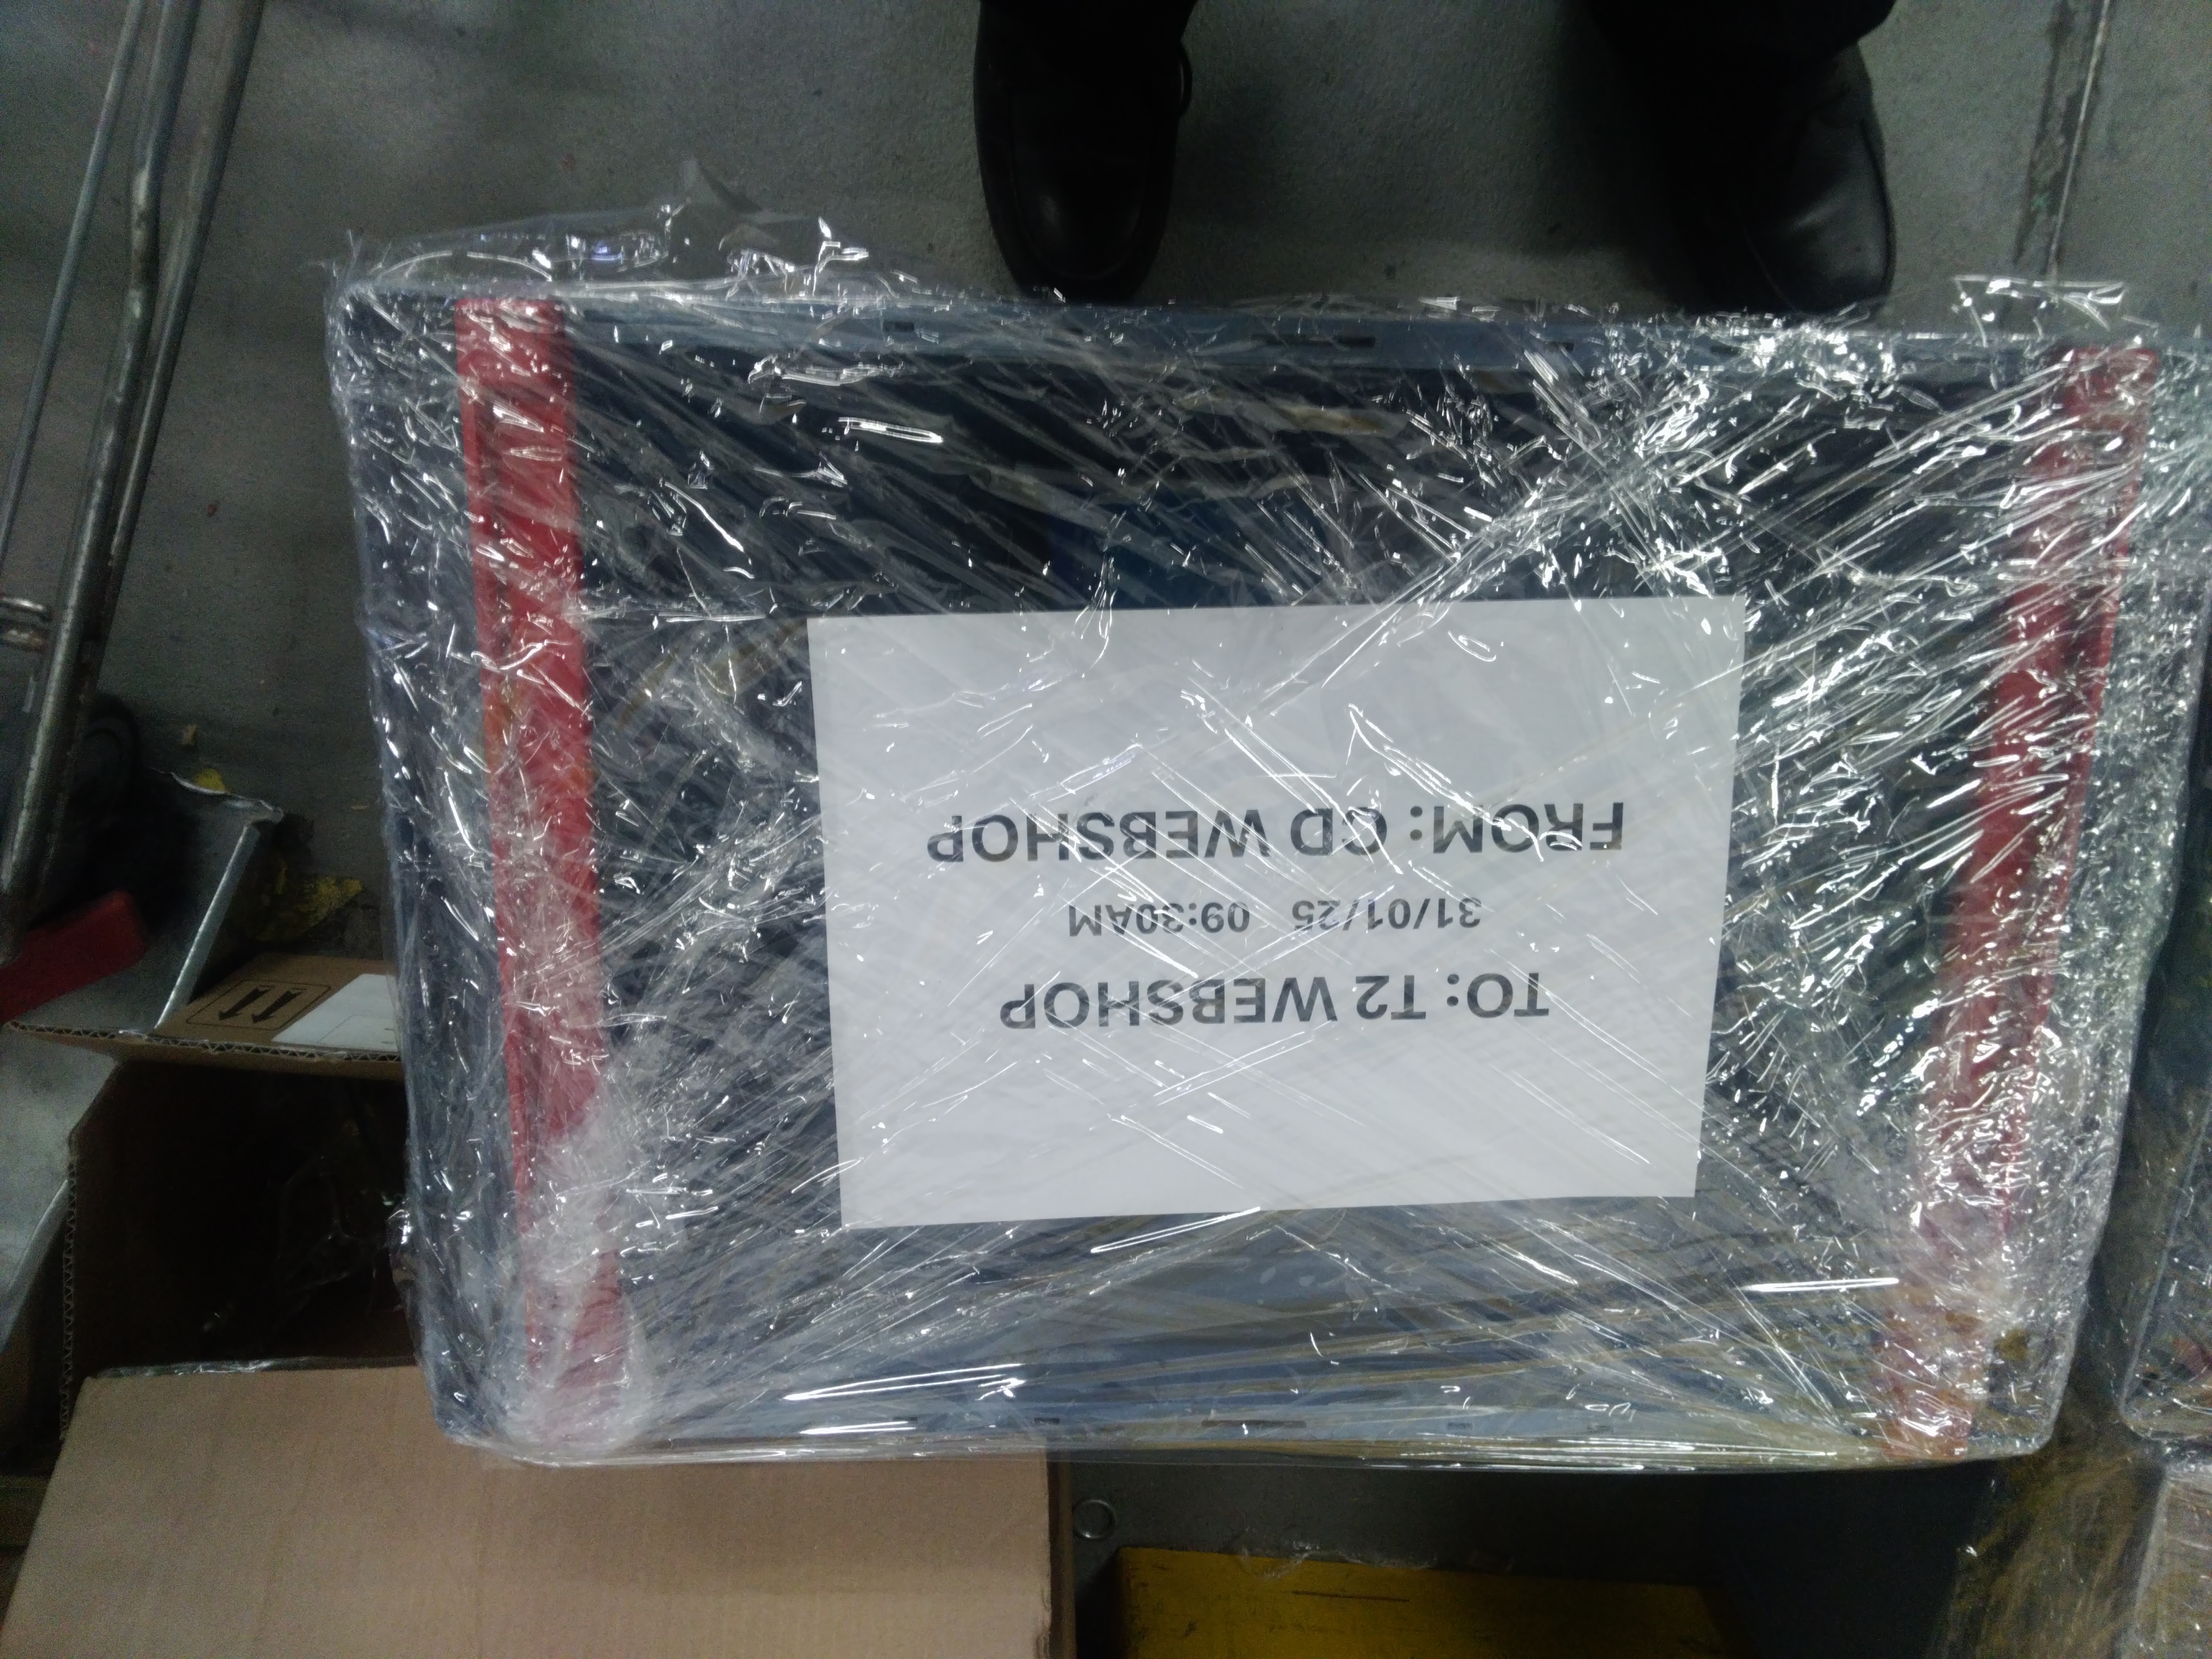 FROM: CD WEBSHOP
31/01/25 09:30AM
TO: T2 WEBSHOP